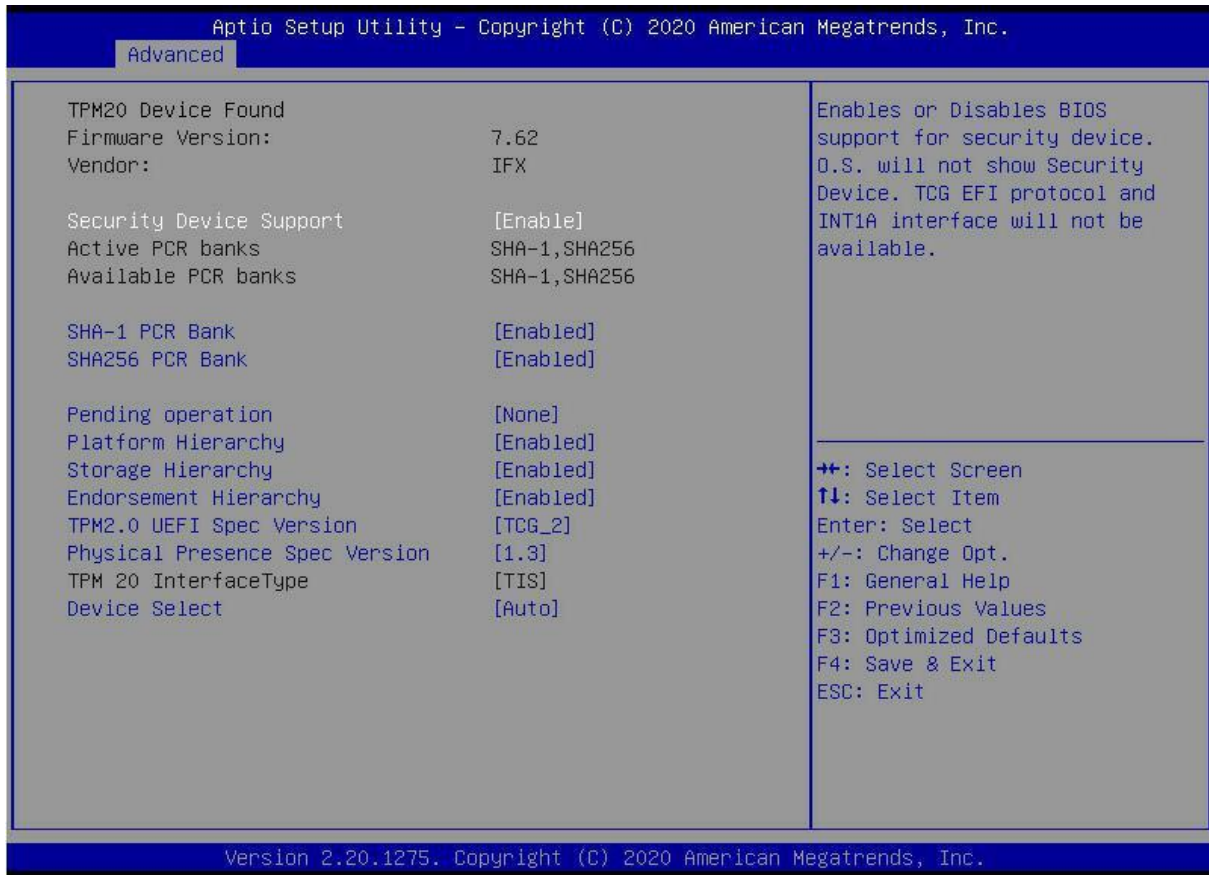 Aptio Setup Utility – Copyright (C) 2020 American Megatrends, Inc.
Advanced
TPM20 Device Found
Firmware Version: 7.62
Vendor: IFX
Security Device Support [Enable]
Active PCR banks SHA-1,SHA256
Available PCR banks SHA-1,SHA256
SHA-1 PCR Bank [Enabled]
SHA256 PCR Bank [Enabled]
Pending operation [None]
Platform Hierarchy [Enabled]
Storage Hierarchy [Enabled]
Endorsement Hierarchy [Enabled]
TPM2.0 UEFI Spec Version [TCG_2]
Physical Presence Spec Version [1.3]
TPM 20 InterfaceType [TIS]
Device Select [Auto]
Enables or Disables BIOS
support for security device.
O.S. will not show Security
Device. TCG EFI protocol and
INT1A interface will not be
available.
→←: Select Screen
↑↓: Select Item
Enter: Select
+/-: Change Opt.
F1: General Help
F2: Previous Values
F3: Optimized Defaults
F4: Save & Exit
ESC: Exit
Version 2.20.1275. Copyright (C) 2020 American Megatrends, Inc.